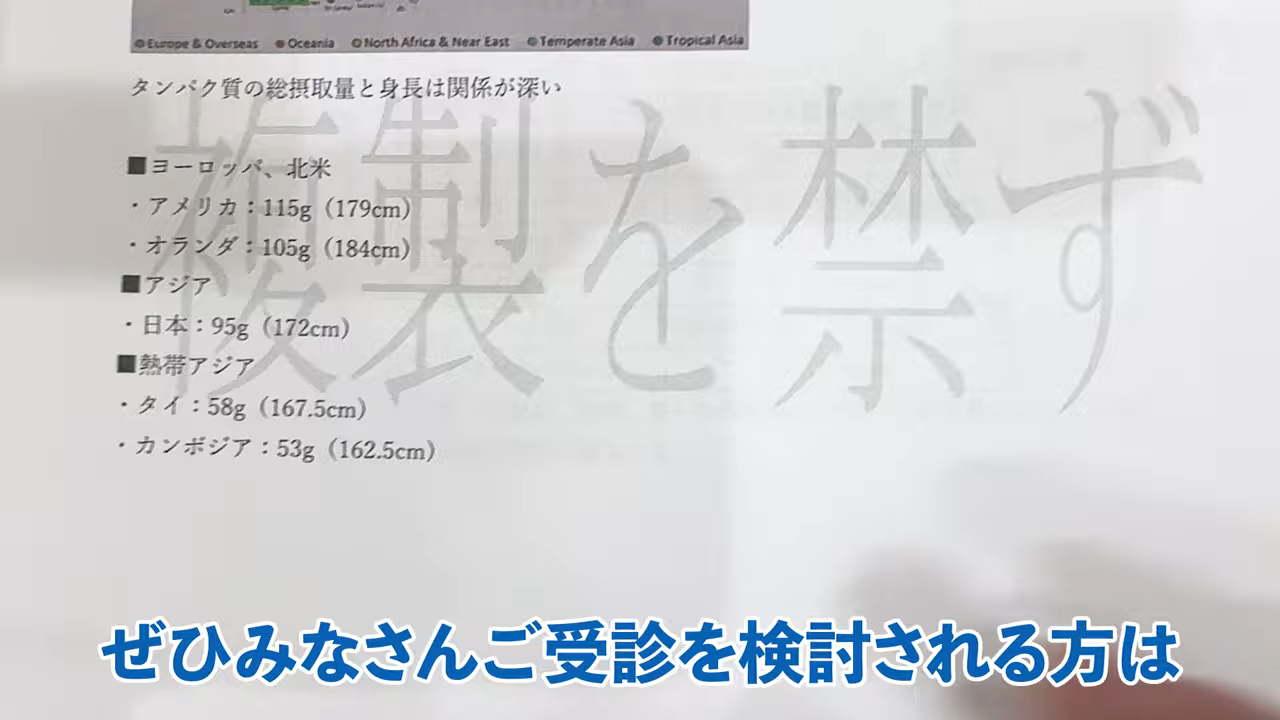 Europe & Overseas Oceania North Africa & Near East Temperate Asia Tropical Asia
タンパク質の総摂取量と身長は関係が深い
複製を禁ず
■ヨーロッパ、北米
・アメリカ：115g（179cm）
・オランダ：105g（184cm）
■アジア
・日本：95g（172cm）
■熱帯アジア
・タイ：58g（167.5cm）
・カンボジア：53g（162.5cm）
ぜひみなさんご受診を検討される方は